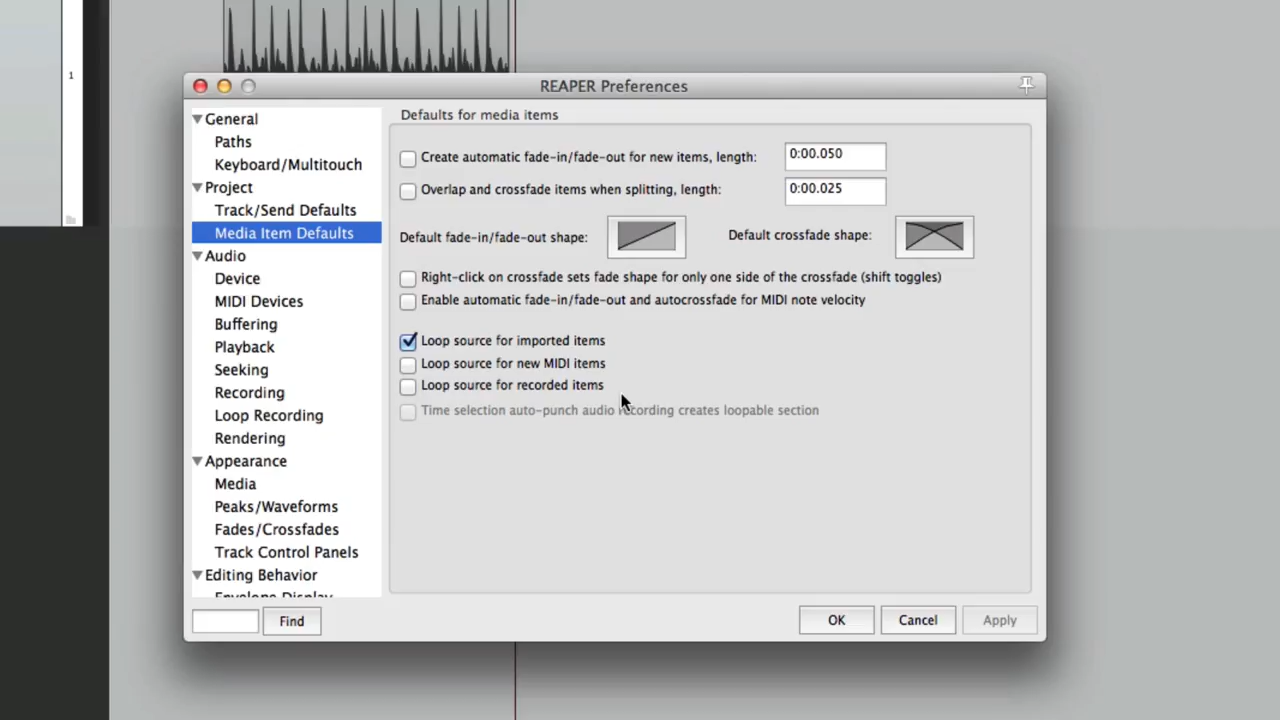 1
REAPER Preferences
General
Paths
Keyboard/Multitouch
Project
Track/Send Defaults
Media Item Defaults
Audio
Device
MIDI Devices
Buffering
Playback
Seeking
Recording
Loop Recording
Rendering
Appearance
Media
Peaks/Waveforms
Fades/Crossfades
Track Control Panels
Editing Behavior
Envelope Display
Find
Defaults for media items
Create automatic fade-in/fade-out for new items, length: 0:00.050
Overlap and crossfade items when splitting, length: 0:00.025
Default fade-in/fade-out shape: Default crossfade shape:
Right-click on crossfade sets fade shape for only one side of the crossfade (shift toggles)
Enable automatic fade-in/fade-out and autocrossfade for MIDI note velocity
Loop source for imported items
Loop source for new MIDI items
Loop source for recorded items
Time selection auto-punch audio recording creates loopable section
OK Cancel Apply